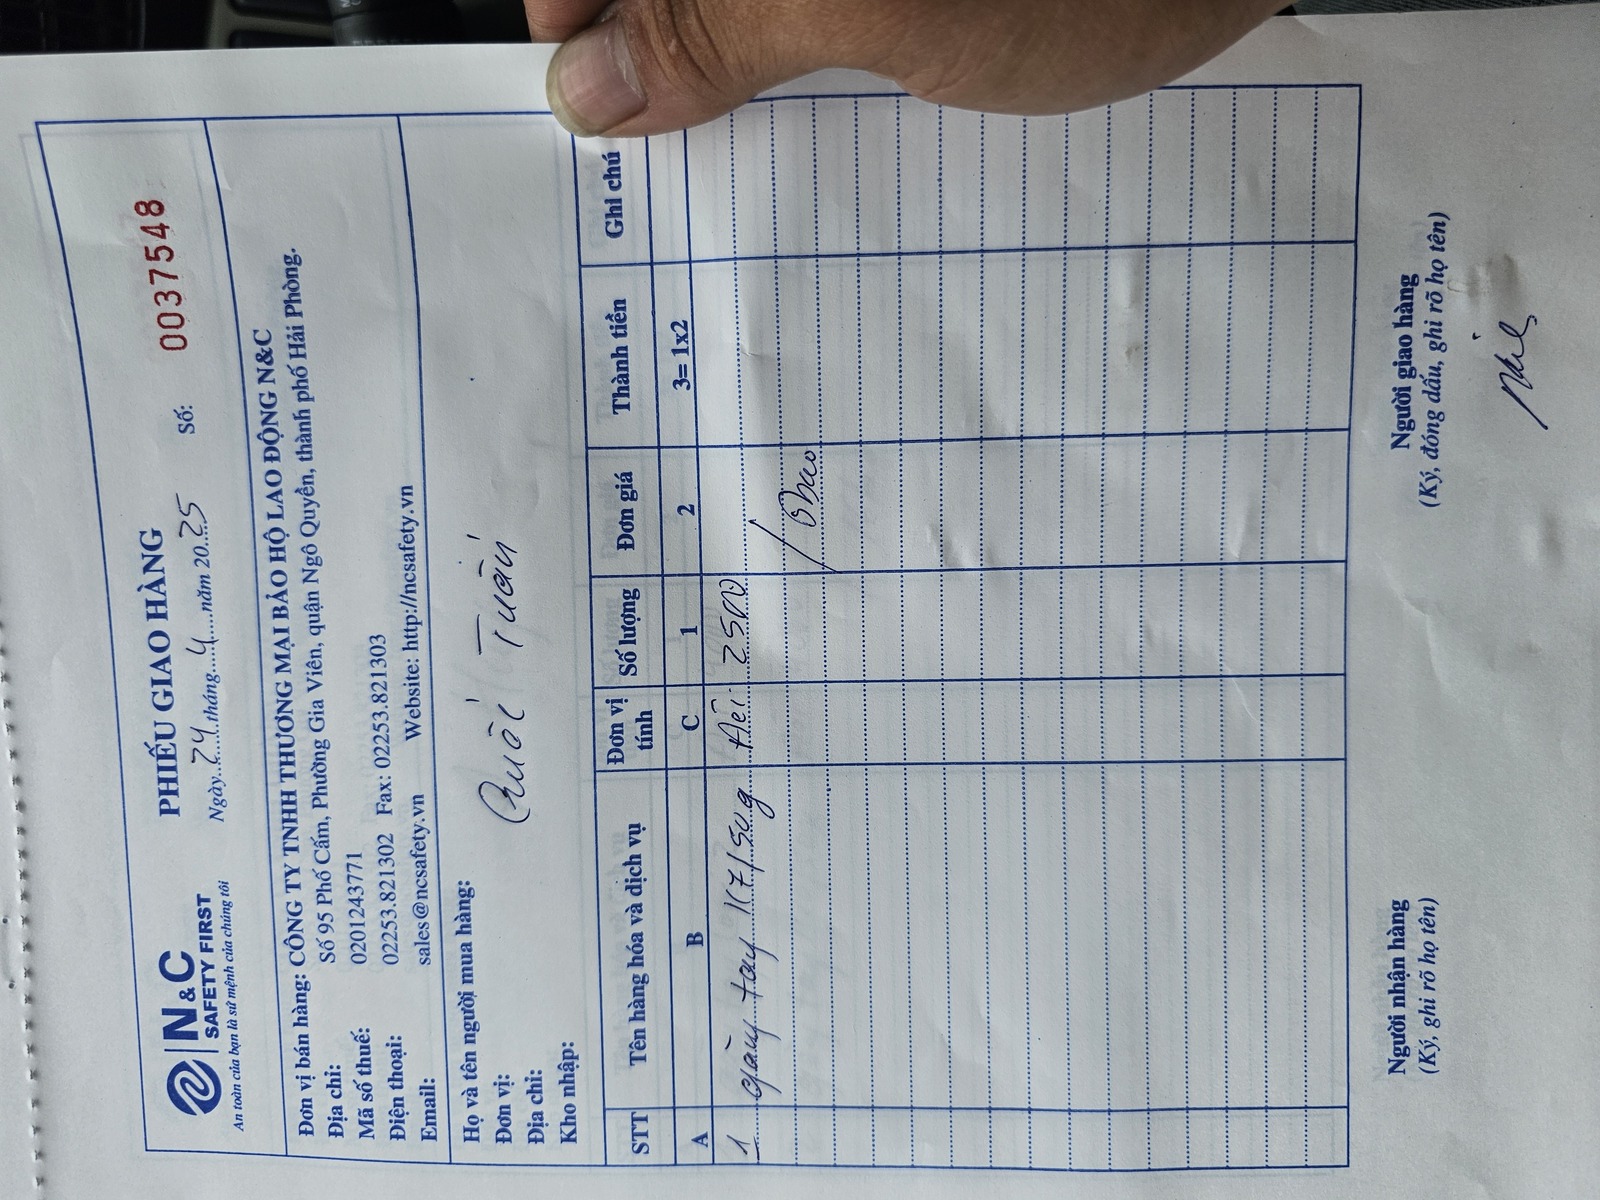 N&C
SAFETY FIRST
An toàn của bạn là sứ mệnh của chúng tôi
PHIẾU GIAO HÀNG
Ngày 24 tháng 4 năm 2025
Số: 0037548
Đơn vị bán hàng: CÔNG TY TNHH THƯƠNG MẠI BẢO HỘ LAO ĐỘNG N&C
Địa chỉ: Số 95 Phố Cấm, Phường Gia Viên, quận Ngô Quyền, thành phố Hải Phòng.
Mã số thuế: 0201243771
Điện thoại: 02253.821302 Fax: 02253.821303
Email: sales@ncsafety.vn Website: http://ncsafety.vn
Họ và tên người mua hàng:
Quốc Tuấn
Đơn vị:
Địa chỉ:
Kho nhập:
STT Tên hàng hóa và dịch vụ Đơn vị tính Số lượng Đơn giá Thành tiền Ghi chú
A B C 1 2 3= 1x2
1 găng tay K7/50g 2500
Người nhận hàng
(Ký, ghi rõ họ tên)
Người giao hàng
(Ký, đóng dấu, ghi rõ họ tên)